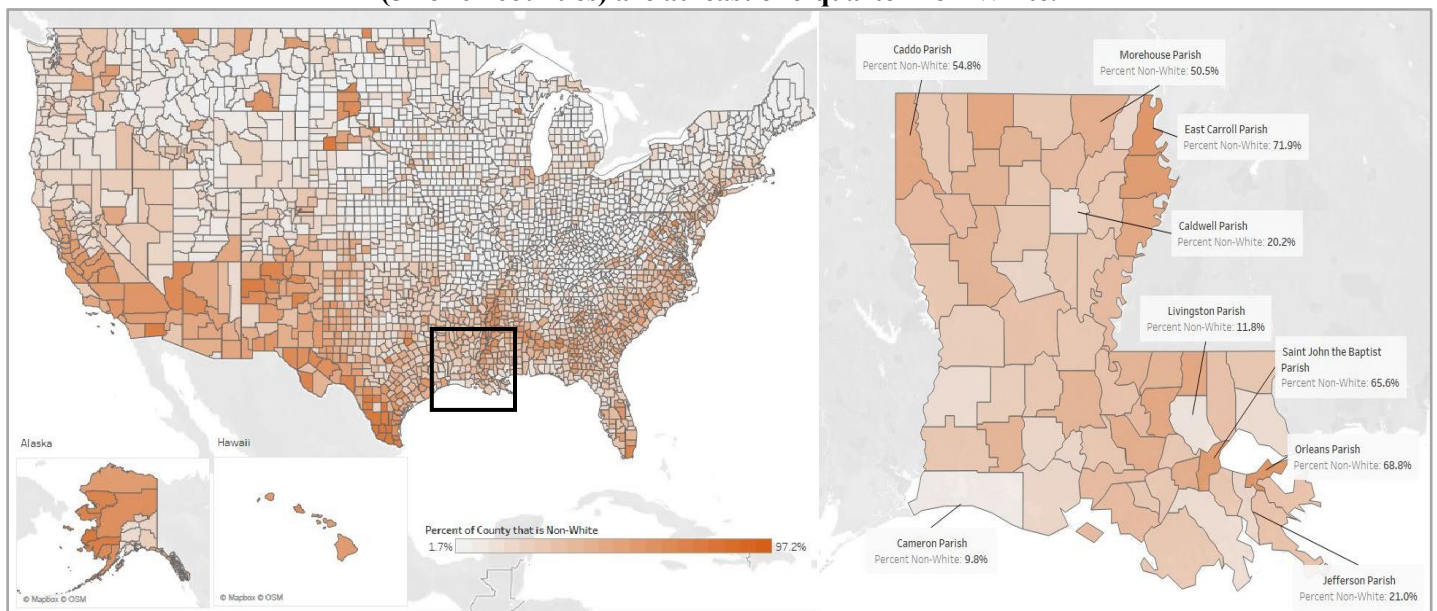 Caddo Parish
Percent Non-White: 54.8%
Morehouse Parish
Percent Non-White: 50.5%
East Carroll Parish
Percent Non-White: 71.9%
Caldwell Parish
Percent Non-White: 20.2%
Livingston Parish
Percent Non-White: 11.8%
Saint John the Baptist
Parish
Percent Non-White: 65.6%
Orleans Parish
Percent Non-White: 68.8%
Cameron Parish
Percent Non-White: 9.8%
Jefferson Parish
Percent Non-White: 21.0%
Alaska
Hawaii
Percent of County that is Non-White
1.7%
97.2%
© Mapbox © OSM
© Mapbox © OSM